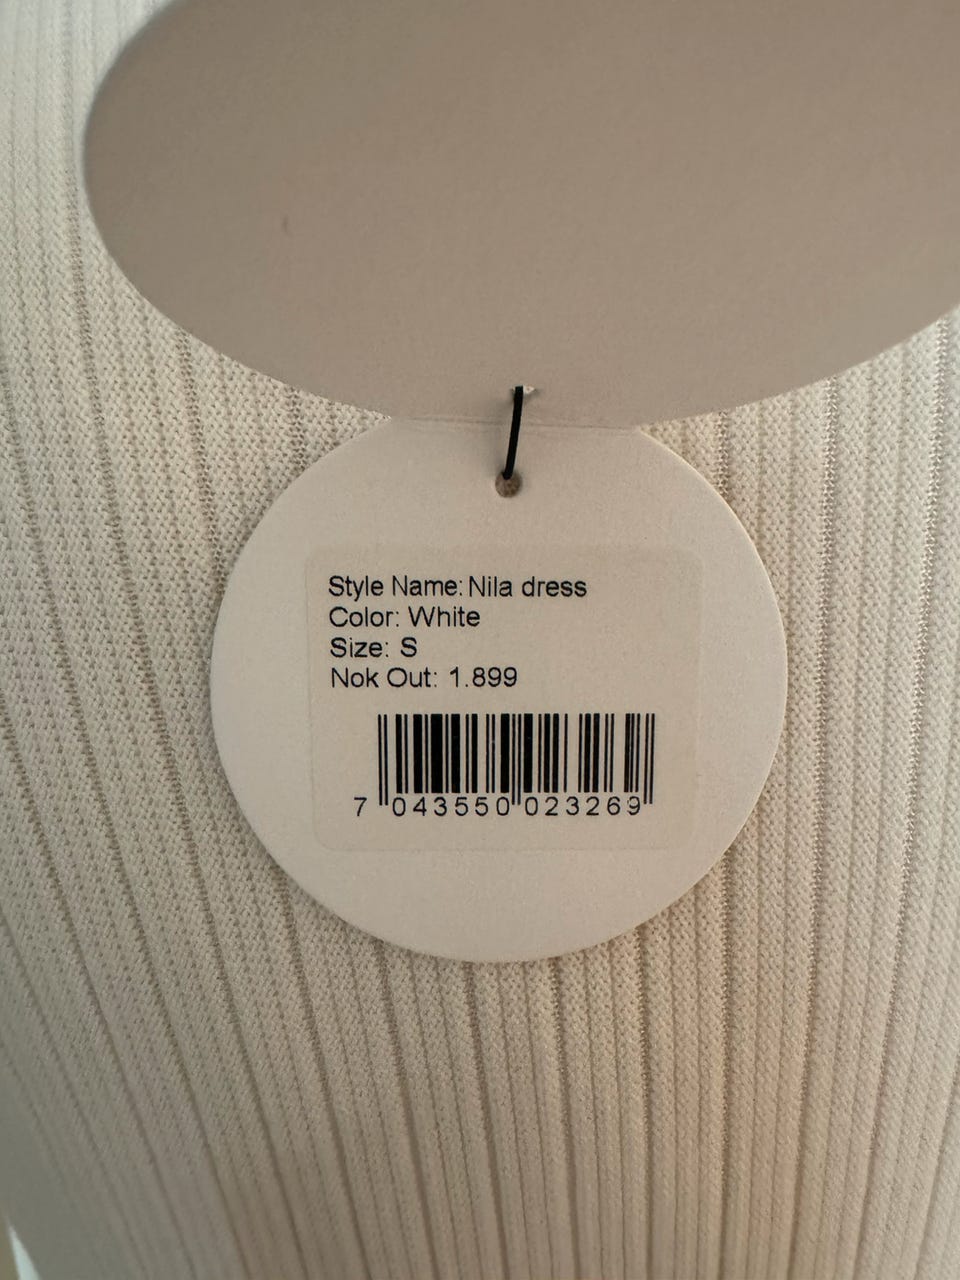 Style Name: Nila dress
Color: White
Size: S
Nok Out: 1.899
7 043550 023269